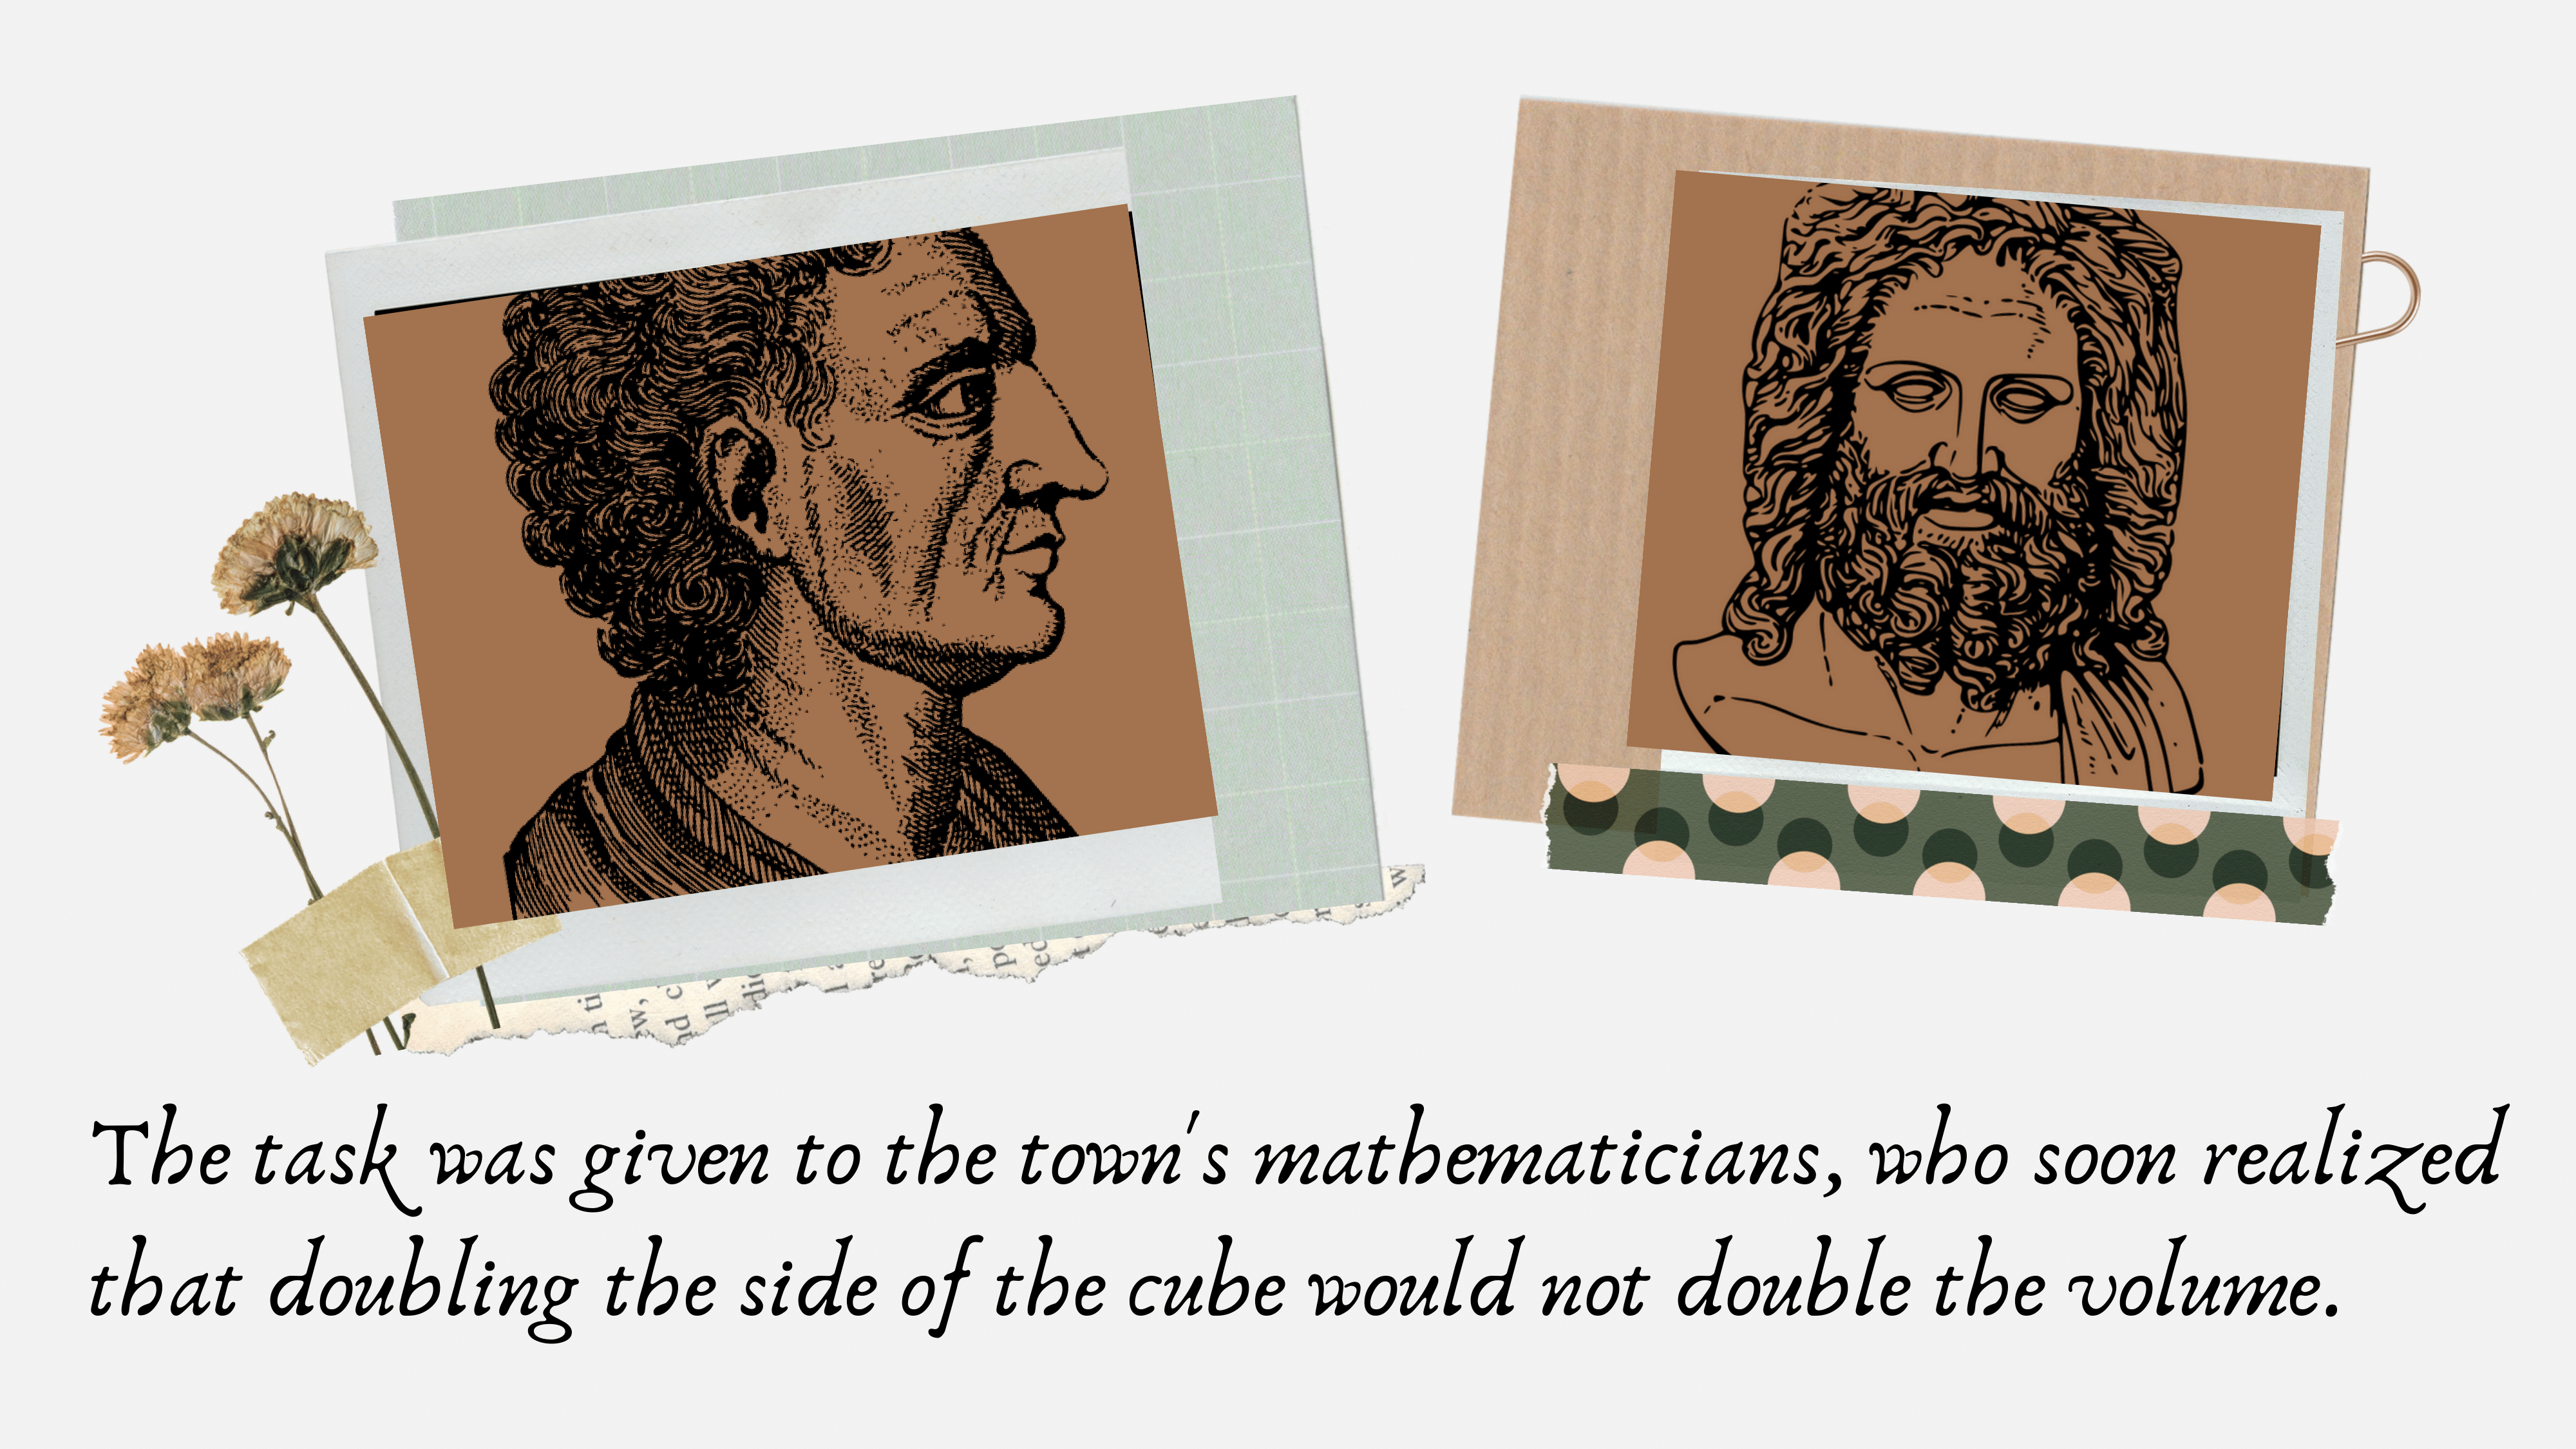 The task was given to the town's mathematicians, who soon realized
that doubling the side of the cube would not double the volume.